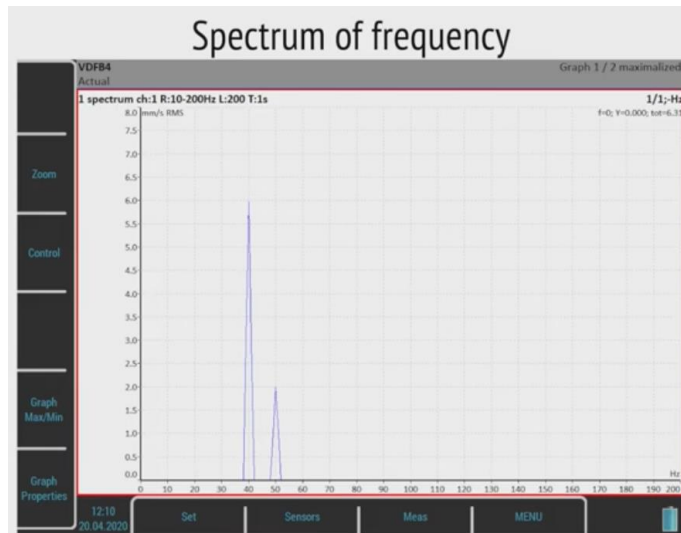 Spectrum of frequency
VDFB4
Graph 1 / 2 maximalized
Actual
1 spectrum ch:1 R:10-200Hz L:200 T:1s
1/1;-Hz
8.0 mm/s RMS
f=0; Y=0.000; tot=6.31
7.5
7.0
6.5
6.0
5.5
5.0
4.5
4.0
3.5
3.0
2.5
2.0
1.5
1.0
0.5
0.0
Hz
0 10 20 30 40 50 60 70 80 90 100 110 120 130 140 150 160 170 180 190 200
Zoom
Control
Graph
Max/Min
Graph
Properties
12:10
20.04.2020
Set
Sensors
Meas
MENU